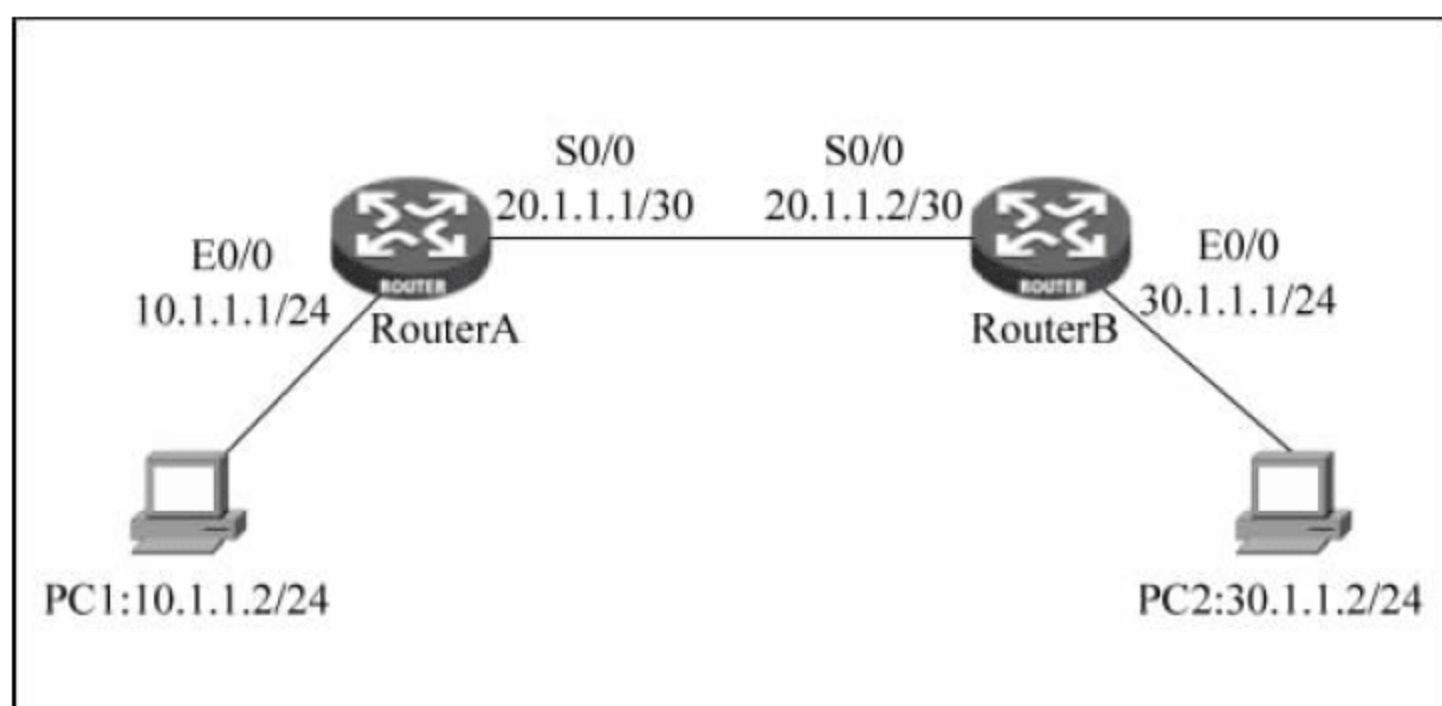 S0/0
20.1.1.1/30
S0/0
20.1.1.2/30
E0/0
10.1.1.1/24
E0/0
30.1.1.1/24
ROUTER
RouterA
ROUTER
RouterB
PC1:10.1.1.2/24
PC2:30.1.1.2/24